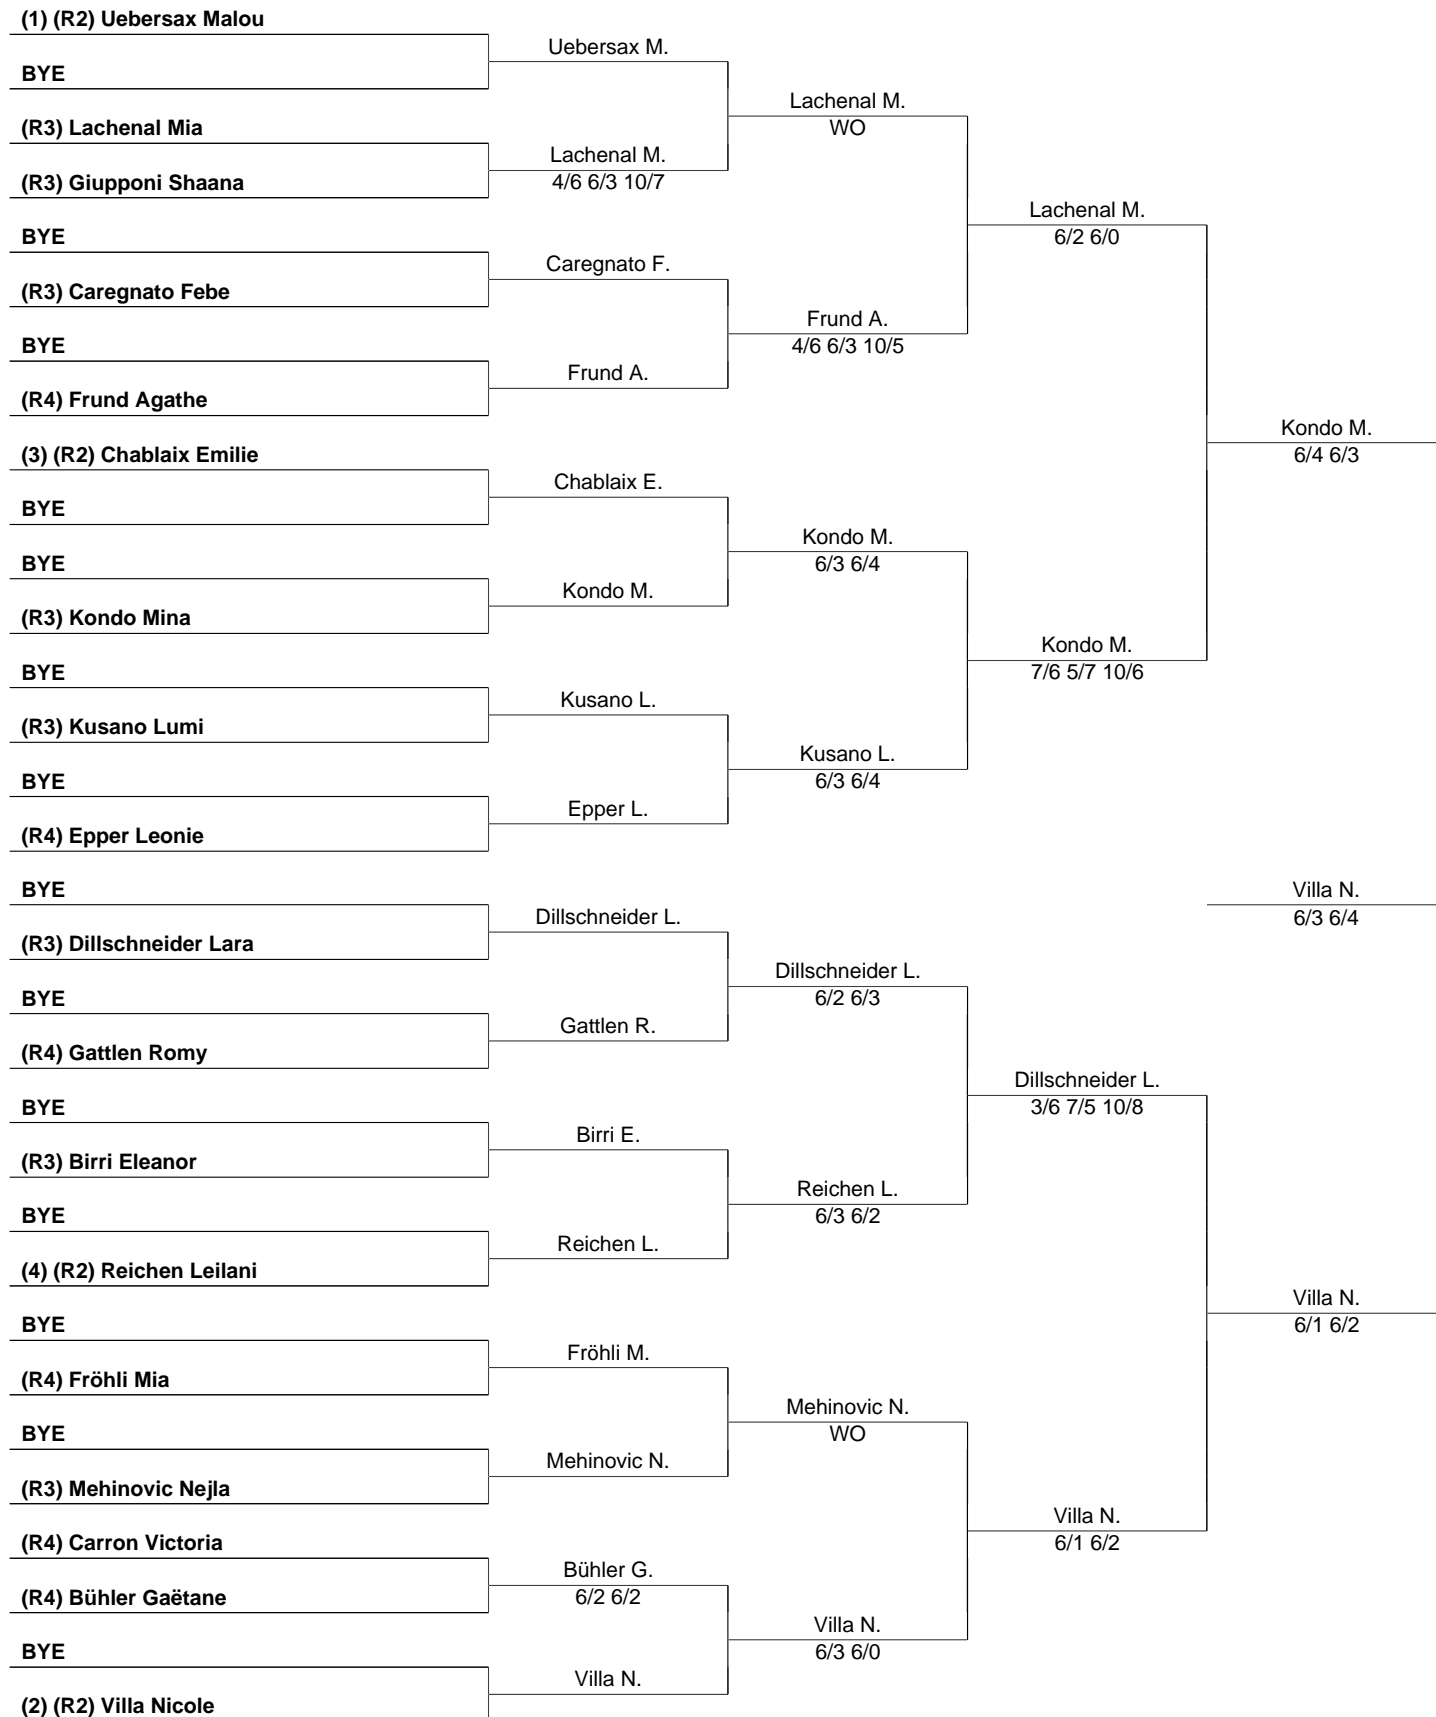 (1) (R2) Uebersax Malou
Uebersax M.
BYE
Lachenal M.
WO
(R3) Lachenal Mia
Lachenal M.
4/6 6/3 10/7
(R3) Giupponi Shaana
Lachenal M.
6/2 6/0
BYE
Caregnato F.
(R3) Caregnato Febe
Frund A.
4/6 6/3 10/5
BYE
Frund A.
(R4) Frund Agathe
Kondo M.
6/4 6/3
(3) (R2) Chablaix Emilie
Chablaix E.
BYE
Kondo M.
6/3 6/4
BYE
Kondo M.
(R3) Kondo Mina
Kondo M.
7/6 5/7 10/6
BYE
Kusano L.
(R3) Kusano Lumi
Kusano L.
6/3 6/4
BYE
Epper L.
(R4) Epper Leonie
BYE
Villa N.
6/3 6/4
Dillschneider L.
(R3) Dillschneider Lara
Dillschneider L.
6/2 6/3
BYE
Gattlen R.
(R4) Gattlen Romy
Dillschneider L.
3/6 7/5 10/8
BYE
Birri E.
(R3) Birri Eleanor
Reichen L.
6/3 6/2
BYE
Reichen L.
(4) (R2) Reichen Leilani
Villa N.
6/1 6/2
BYE
Fröhli M.
(R4) Fröhli Mia
Mehinovic N.
WO
BYE
Mehinovic N.
(R3) Mehinovic Nejla
Villa N.
6/1 6/2
(R4) Carron Victoria
Bühler G.
6/2 6/2
(R4) Bühler Gaëtane
Villa N.
6/3 6/0
BYE
Villa N.
(2) (R2) Villa Nicole